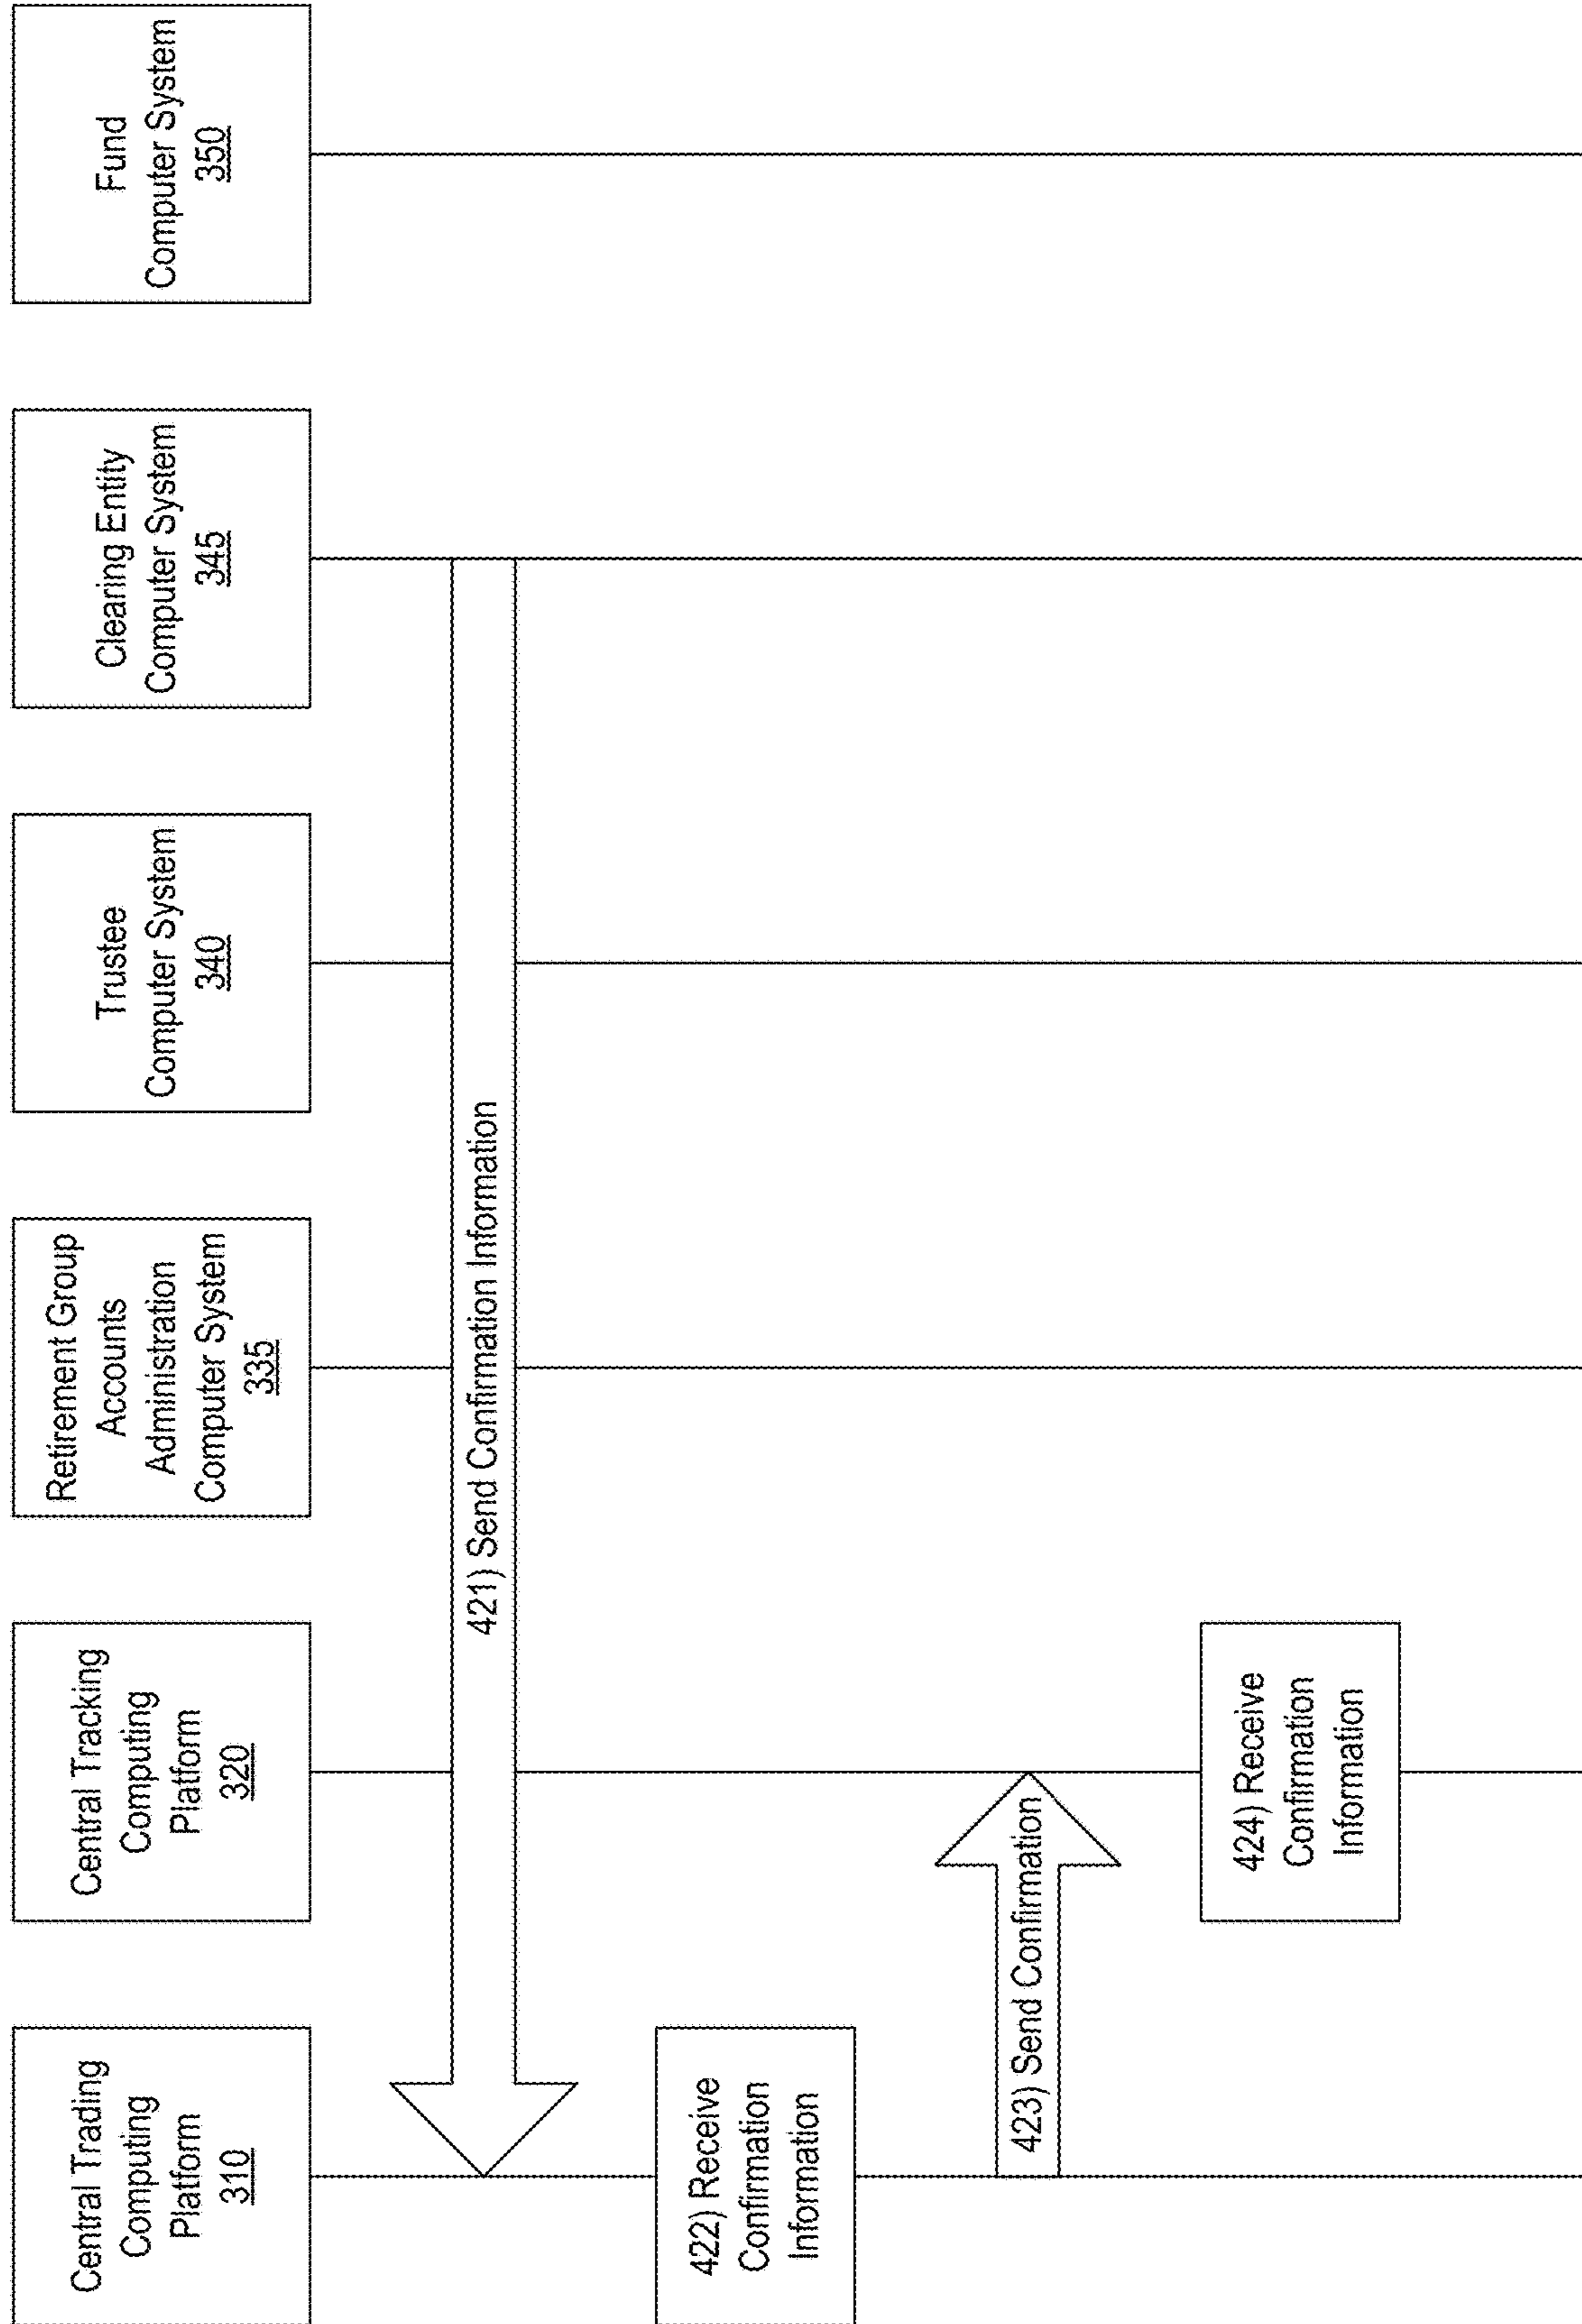 Central Trading
Computing
Platform
310
Central Tracking
Computing
Platform
320
Retirement Group
Accounts
Administration
Computer System
335
Trustee
Computer System
340
Clearing Entity
Computer System
345
Fund
Computer System
350
421) Send Confirmation Information
422) Receive
Confirmation
Information
423) Send Confirmation
424) Receive
Confirmation
Information